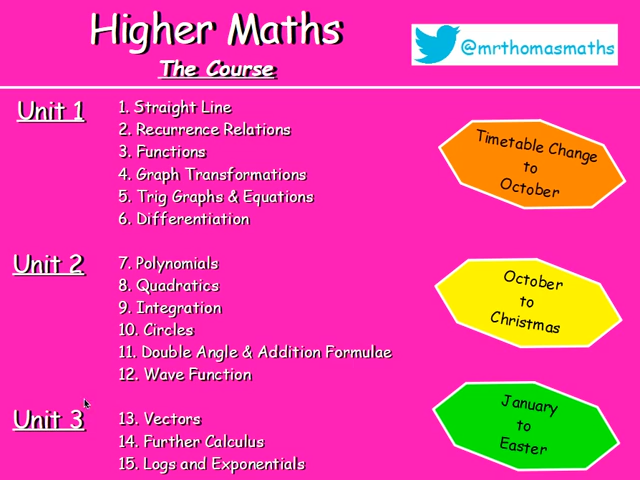 Higher Maths
The Course
@mrthomasmaths
Unit 1
1. Straight Line
2. Recurrence Relations
3. Functions
4. Graph Transformations
5. Trig Graphs & Equations
6. Differentiation
Timetable Change
to
October
Unit 2
7. Polynomials
8. Quadratics
9. Integration
10. Circles
11. Double Angle & Addition Formulae
12. Wave Function
October
to
Christmas
Unit 3
13. Vectors
14. Further Calculus
15. Logs and Exponentials
January
to
Easter